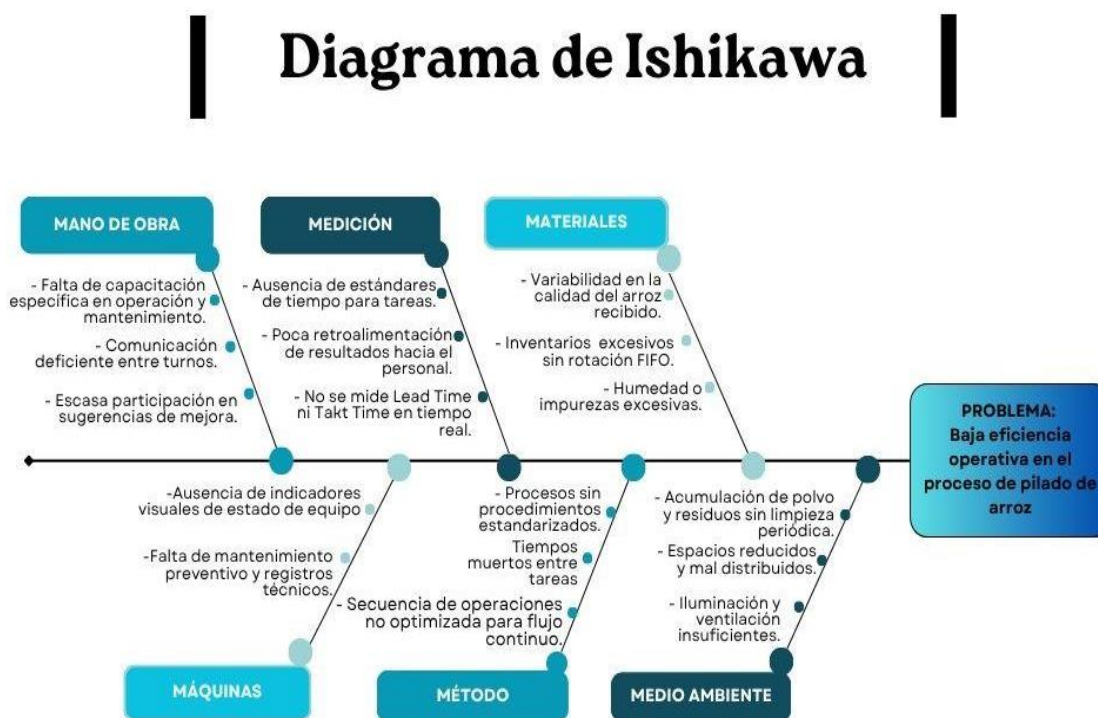 Diagrama de Ishikawa
MANO DE OBRA
- Falta de capacitación
específica en operación y
mantenimiento.
- Comunicación
deficiente entre turnos.
- Escasa participación en
sugerencias de mejora.
MEDICIÓN
- Ausencia de estándares
de tiempo para tareas.
- Poca retroalimentación
de resultados hacia el
personal.
- No se mide Lead Time
ni Takt Time en tiempo
real.
MATERIALES
- Variabilidad en la
calidad del arroz
recibido.
- Inventarios excesivos
sin rotación FIFO.
- Humedad o
impurezas excesivas.
PROBLEMA:
Baja eficiencia
operativa en el
proceso de pilado de
arroz
-Ausencia de indicadores
visuales de estado de equipo
-Falta de mantenimiento
preventivo y registros
técnicos.
MÁQUINAS
- Procesos sin
procedimientos
estandarizados.
Tiempos
muertos entre
tareas
- Secuencia de operaciones
no optimizada para flujo
continuo.
MÉTODO
- Acumulación de polvo
y residuos sin limpieza
periódica.
- Espacios reducidos
y mal distribuidos.
- Iluminación y
ventilación
insuficientes.
MEDIO AMBIENTE